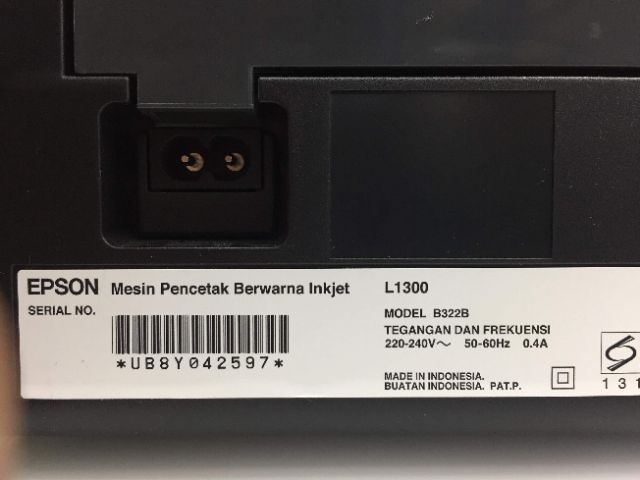 EPSON Mesin Pencetak Berwarna Inkjet L1300
SERIAL NO.
*UB8Y042597*
MODEL B322B
TEGANGAN DAN FREKUENSI
220-240V～ 50-60Hz 0.4A
MADE IN INDONESIA.
BUATAN INDONESIA. PAT.P.
131